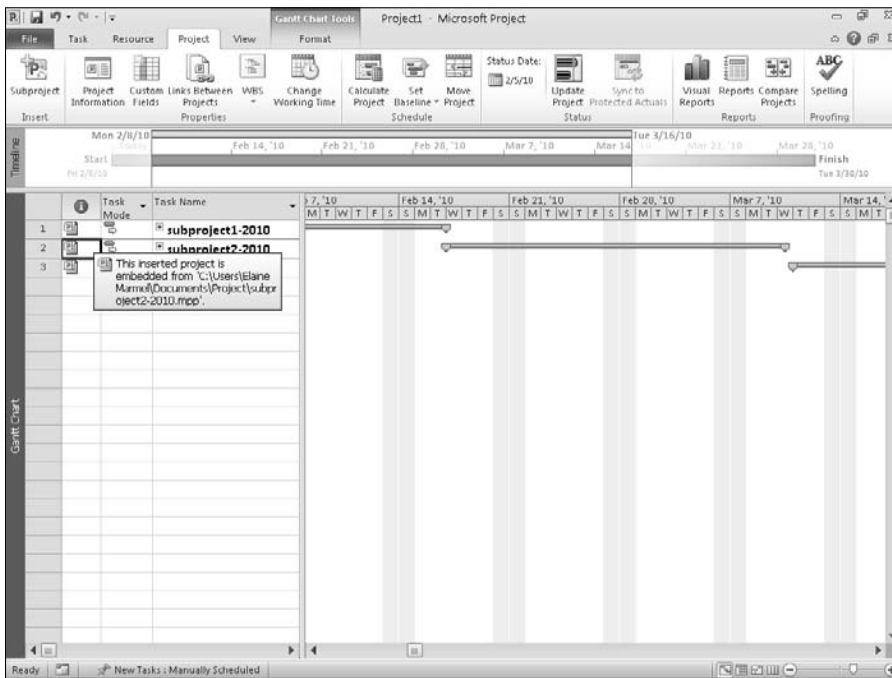 Gantt Chart Tools
Project1 - Microsoft Project
File Task Resource Project View Format
Subproject
Project Information
Custom Fields
Links Between Projects
WBS
Change Working Time
Calculate Project
Set Baseline
Move Project
Status Date:
2/5/10
Update Project
Sync to Protected Actuals
Visual Reports
Reports
Compare Projects
ABC
Spelling
Insert Properties Schedule Status Reports Proofing
Timeline
Mon 2/8/10
Tue 3/16/10
Today
Feb 14, '10 Feb 21, '10 Feb 28, '10 Mar 7, '10 Mar 14, '10 Mar 21, '10 Mar 28, '10
Start
Fri 2/5/10
Finish
Tue 3/30/10
Gantt Chart
Task Mode
Task Name
7, '10 Feb 14, '10 Feb 21, '10 Feb 28, '10 Mar 7, '10 Mar 14, '
M T W T F S S M T W T F S S M T W T F S S M T W T F S S M T W T F S S M T
1 subproject1-2010
2 subproject2-2010
3
This inserted project is
embedded from 'C:\Users\Elaine
Marmel\Documents\Project\subpr
oject2-2010.mpp'.
Ready New Tasks : Manually Scheduled